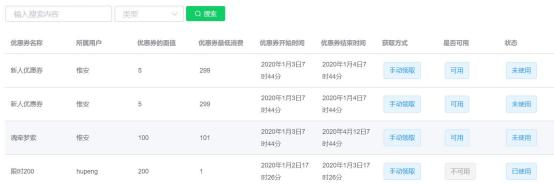 输入搜索内容 类型 搜索
优惠券名称 所属用户 优惠券的面值 优惠券最低消费 优惠券开始时间 优惠券结束时间 获取方式 是否可用 状态
新人优惠券 惟安 5 299 2020年1月3日7时44分 2020年1月4日7时44分 手动领取 可用 未使用
新人优惠券 惟安 5 299 2020年1月3日7时44分 2020年1月4日7时44分 手动领取 可用 未使用
魂牵梦萦 惟安 100 101 2020年1月3日7时44分 2020年4月12日7时44分 手动领取 可用 未使用
限时200 hupeng 200 1 2020年1月2日17时26分 2020年1月3日17时26分 手动领取 不可用 已使用